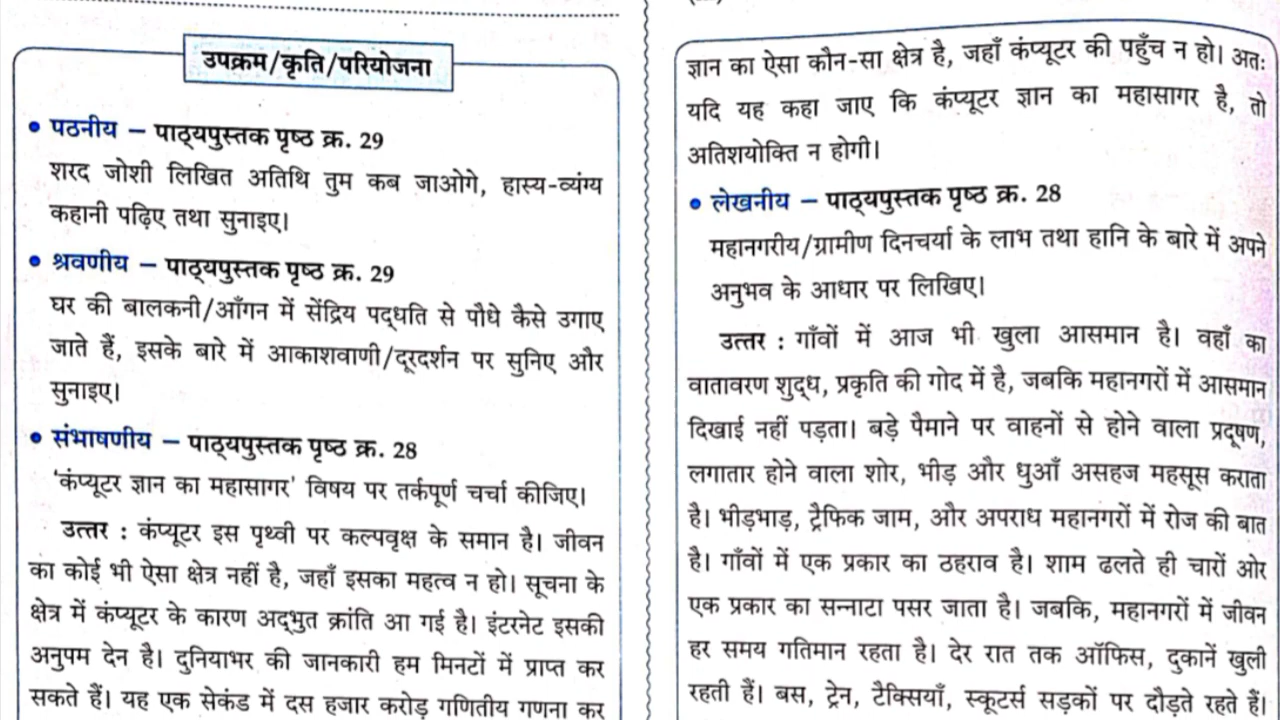 उपक्रम/कृति/परियोजना
• पठनीय – पाठ्यपुस्तक पृष्ठ क्र. 29
शरद जोशी लिखित अतिथि तुम कब जाओगे, हास्य-व्यंग्य
कहानी पढ़िए तथा सुनाइए।
• श्रवणीय – पाठ्यपुस्तक पृष्ठ क्र. 29
घर की बालकनी/आँगन में सेंद्रिय पद्धति से पौधे कैसे उगाए
जाते हैं, इसके बारे में आकाशवाणी/दूरदर्शन पर सुनिए और
सुनाइए।
• संभाषणीय – पाठ्यपुस्तक पृष्ठ क्र. 28
'कंप्यूटर ज्ञान का महासागर' विषय पर तर्कपूर्ण चर्चा कीजिए।
उत्तर : कंप्यूटर इस पृथ्वी पर कल्पवृक्ष के समान है। जीवन
का कोई भी ऐसा क्षेत्र नहीं है, जहाँ इसका महत्व न हो। सूचना के
क्षेत्र में कंप्यूटर के कारण अद्भुत क्रांति आ गई है। इंटरनेट इसकी
अनुपम देन है। दुनियाभर की जानकारी हम मिनटों में प्राप्त कर
सकते हैं। यह एक सेकंड में दस हजार करोड़ गणितीय गणना कर
ज्ञान का ऐसा कौन-सा क्षेत्र है, जहाँ कंप्यूटर की पहुँच न हो। अतः
यदि यह कहा जाए कि कंप्यूटर ज्ञान का महासागर है, तो
अतिशयोक्ति न होगी।
• लेखनीय – पाठ्यपुस्तक पृष्ठ क्र. 28
महानगरीय/ग्रामीण दिनचर्या के लाभ तथा हानि के बारे में अपने
अनुभव के आधार पर लिखिए।
उत्तर : गाँवों में आज भी खुला आसमान है। वहाँ का
वातावरण शुद्ध, प्रकृति की गोद में है, जबकि महानगरों में आसमान
दिखाई नहीं पड़ता। बड़े पैमाने पर वाहनों से होने वाला प्रदूषण,
लगातार होने वाला शोर, भीड़ और धुआँ असहज महसूस कराता
है। भीड़भाड़, ट्रैफिक जाम, और अपराध महानगरों में रोज की बात
है। गाँवों में एक प्रकार का ठहराव है। शाम ढलते ही चारों ओर
एक प्रकार का सन्नाटा पसर जाता है। जबकि, महानगरों में जीवन
हर समय गतिमान रहता है। देर रात तक ऑफिस, दुकानें खुली
रहती हैं। बस, ट्रेन, टैक्सियाँ, स्कूटर्स सड़कों पर दौड़ते रहते हैं।